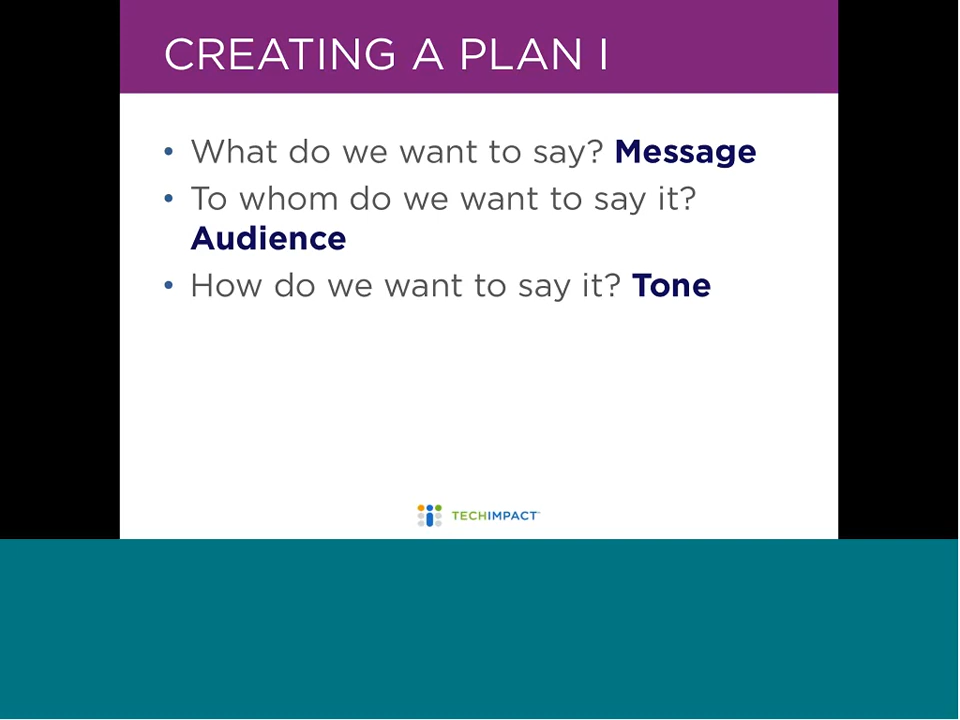 CREATING A PLAN I
• What do we want to say? Message
• To whom do we want to say it?
Audience
• How do we want to say it? Tone
TECHIMPACT™